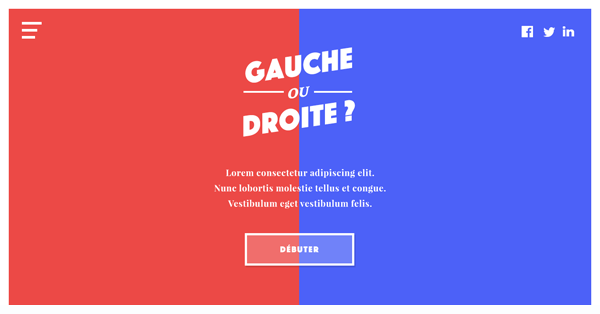 GAUCHE
OU
DROITE ?
Lorem consectetur adipiscing elit.
Nunc lobortis molestie tellus et congue.
Vestibulum eget vestibulum felis.
DÉBUTER